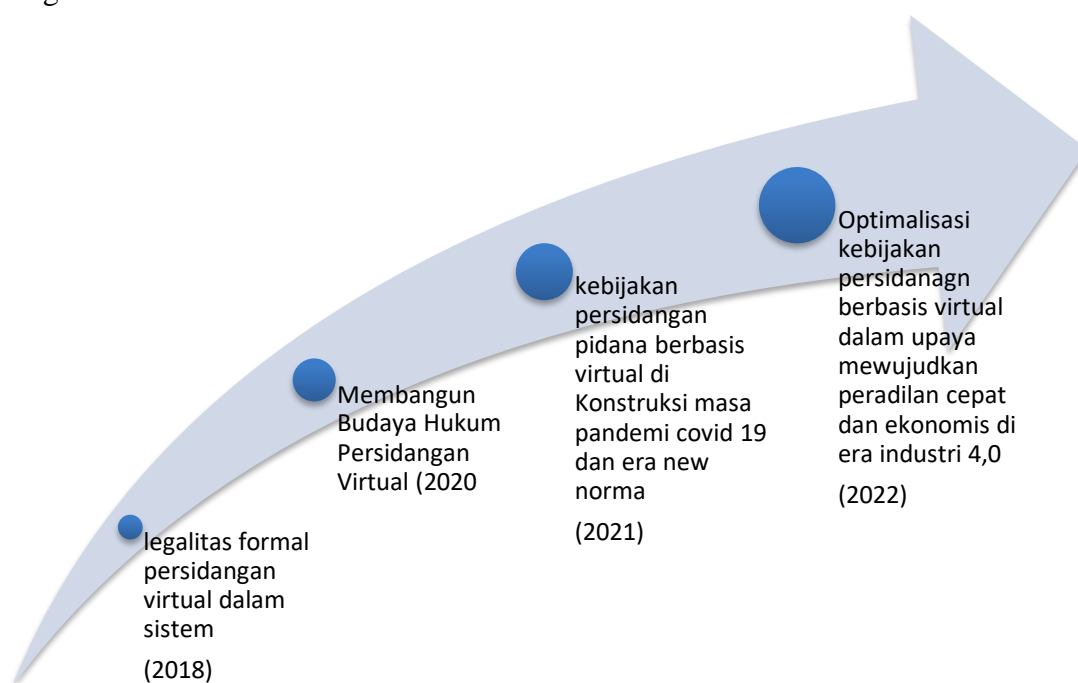 legalitas formal
persidangan
virtual dalam
sistem
(2018)
Membangun
Budaya Hukum
Persidangan
Virtual (2020
kebijakan
persidangan
pidana berbasis
virtual di
Konstruksi masa
pandemi covid 19
dan era new
norma
(2021)
Optimalisasi
kebijakan
persidanagn
berbasis virtual
dalam upaya
mewujudkan
peradilan cepat
dan ekonomis di
era industri 4,0
(2022)